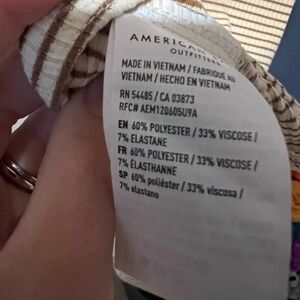 AMERICAN
OUTFITTERS
MADE IN VIETNAM / FABRIQUÉ AU
VIETNAM / HECHO EN VIETNAM
RN 54485 / CA 03873
RFC# AEM120605U9A
EN 60% POLYESTER / 33% VISCOSE /
7% ELASTANE
FR 60% POLYESTER / 33% VISCOSE /
7% ÉLASTHANNE
SP 60% poliéster / 33% viscosa /
7% elastano